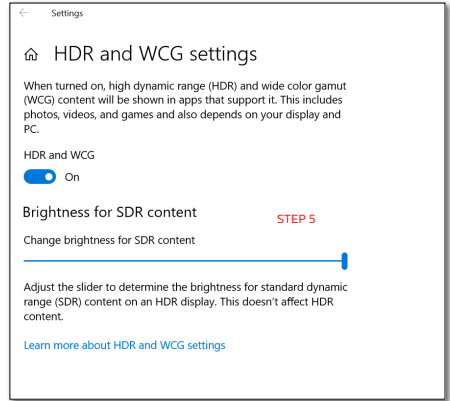 Settings
HDR and WCG settings
When turned on, high dynamic range (HDR) and wide color gamut
(WCG) content will be shown in apps that support it. This includes
photos, videos, and games and also depends on your display and
PC.
HDR and WCG
On
Brightness for SDR content
STEP 5
Change brightness for SDR content
Adjust the slider to determine the brightness for standard dynamic
range (SDR) content on an HDR display. This doesn't affect HDR
content.
Learn more about HDR and WCG settings